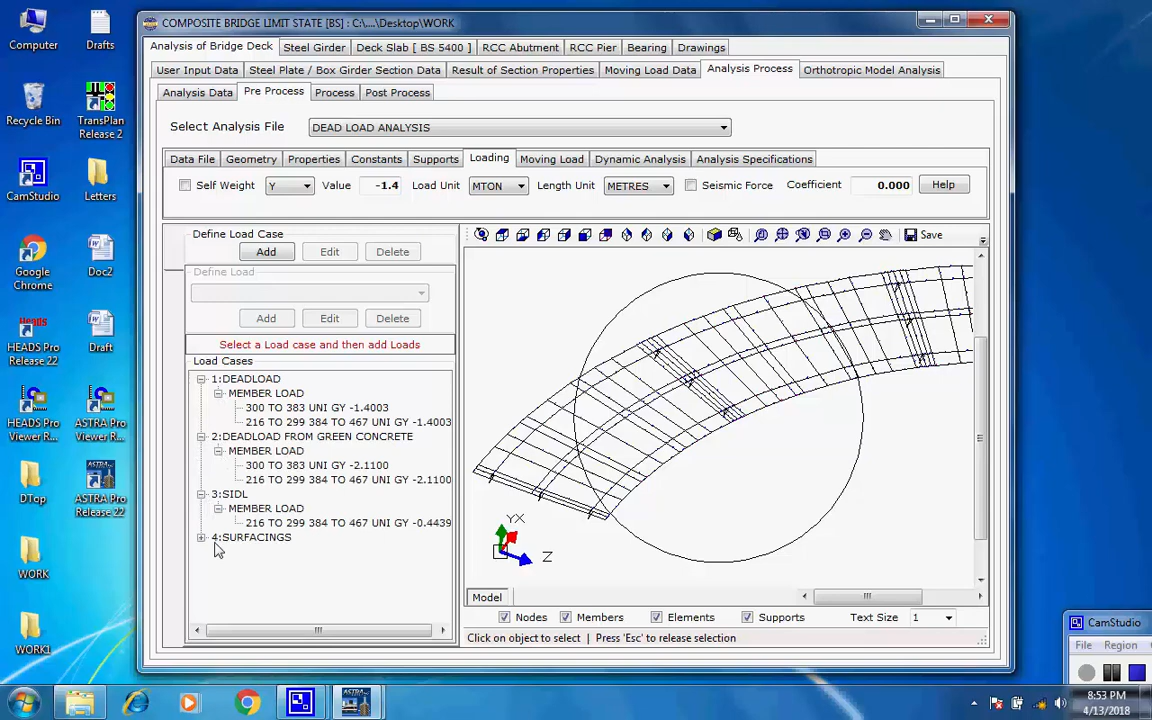 Computer
Drafts
Recycle Bin
TransPlan
Release 2
CamStudio
Letters
Google
Chrome
Doc2
HEADS Pro
Release 22
Draft
HEADS Pro
Viewer R...
ASTRA Pro
Viewer R...
DTop
ASTRA Pro
Release 22
WORK
WORK1
COMPOSITE BRIDGE LIMIT STATE [BS] : C:\....\Desktop\WORK
Analysis of Bridge Deck
Steel Girder
Deck Slab [ BS 5400 ]
RCC Abutment
RCC Pier
Bearing
Drawings
User Input Data
Steel Plate / Box Girder Section Data
Result of Section Properties
Moving Load Data
Analysis Process
Orthotropic Model Analysis
Analysis Data
Pre Process
Process
Post Process
Select Analysis File
DEAD LOAD ANALYSIS
Data File
Geometry
Properties
Constants
Supports
Loading
Moving Load
Dynamic Analysis
Analysis Specifications
Self Weight
Y
Value
-1.4
Load Unit
MTON
Length Unit
METRES
Seismic Force
Coefficient
0.000
Help
Define Load Case
Add
Edit
Delete
Define Load
Add
Edit
Delete
Select a Load case and then add Loads
Load Cases
1:DEADLOAD
MEMBER LOAD
300 TO 383 UNI GY -1.4003
216 TO 299 384 TO 467 UNI GY -1.4003
2:DEADLOAD FROM GREEN CONCRETE
MEMBER LOAD
300 TO 383 UNI GY -2.1100
216 TO 299 384 TO 467 UNI GY -2.1100
3:SIDL
MEMBER LOAD
216 TO 299 384 TO 467 UNI GY -0.4439
4:SURFACINGS
Save
YX
Z
Model
Nodes
Members
Elements
Supports
Text Size
1
Click on object to select
Press 'Esc' to release selection
CamStudio
File
Region
8:53 PM
4/13/2018